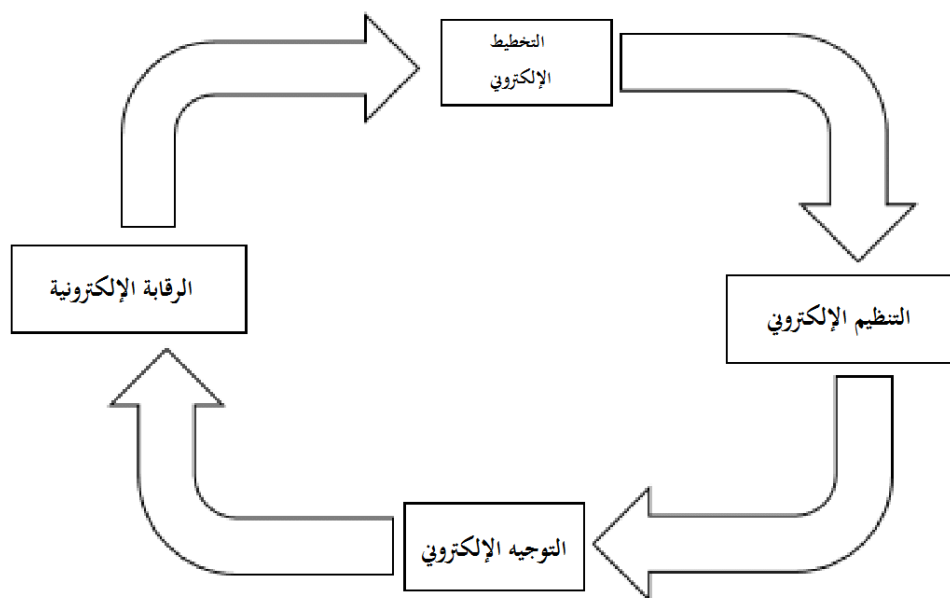 التخطيط
الإلكتروني
التنظيم الإلكتروني
التوجيه الإلكتروني
الرقابة الإلكترونية